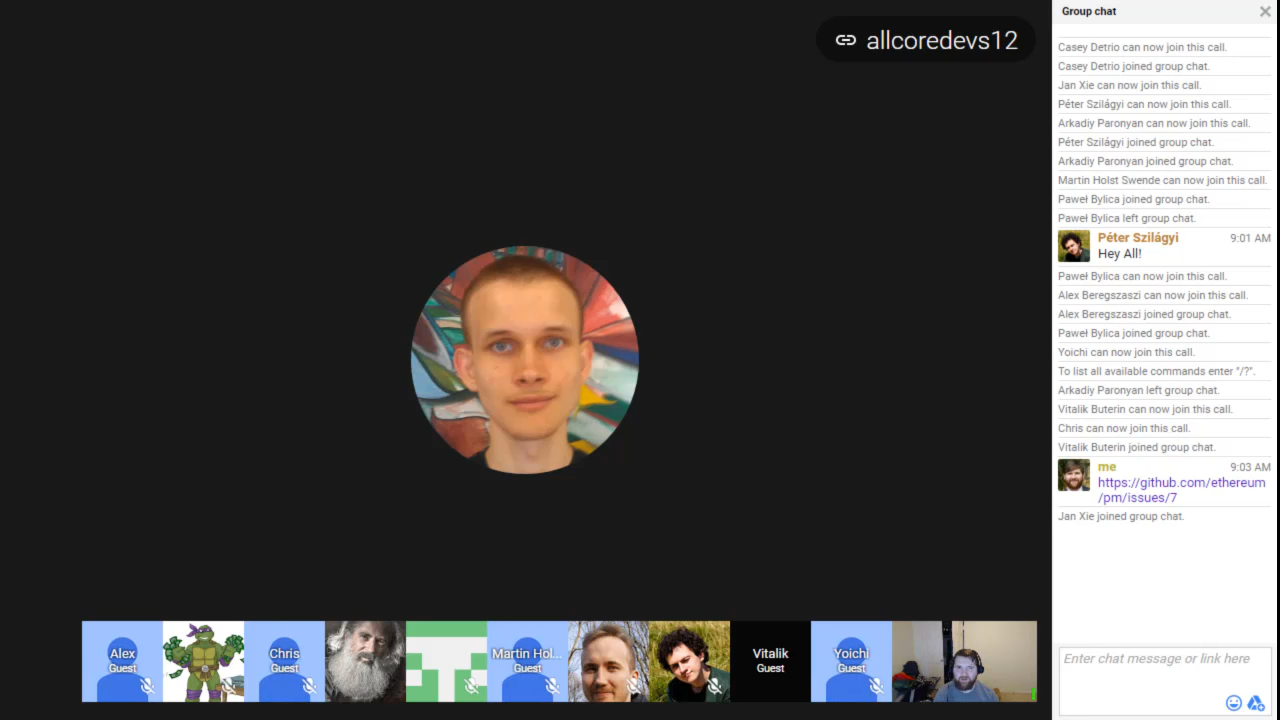 allcoredevs12
Group chat
Casey Detrio can now join this call.
Casey Detrio joined group chat.
Jan Xie can now join this call.
Péter Szilágyi can now join this call.
Arkadiy Paronyan can now join this call.
Péter Szilágyi joined group chat.
Arkadiy Paronyan joined group chat.
Martin Holst Swende can now join this call.
Paweł Bylica joined group chat.
Paweł Bylica left group chat.
Péter Szilágyi 9:01 AM
Hey All!
Paweł Bylica can now join this call.
Alex Beregszaszi can now join this call.
Alex Beregszaszi joined group chat.
Paweł Bylica joined group chat.
Yoichi can now join this call.
To list all available commands enter "/?".
Arkadiy Paronyan left group chat.
Vitalik Buterin can now join this call.
Chris can now join this call.
Vitalik Buterin joined group chat.
me 9:03 AM
https://github.com/ethereum
/pm/issues/7
Jan Xie joined group chat.
Enter chat message or link here
Alex
Guest
Chris
Guest
Martin Hol...
Guest
Vitalik
Guest
Yoichi
Guest